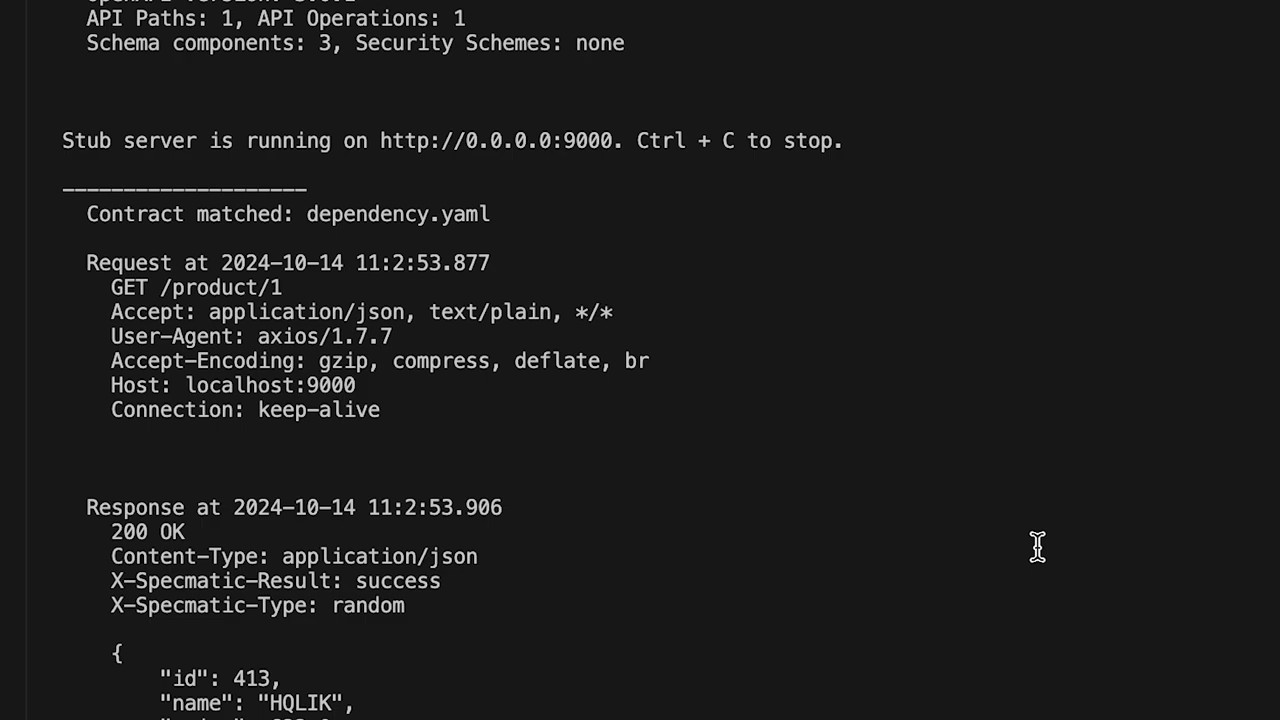 API Paths: 1, API Operations: 1
Schema components: 3, Security Schemes: none
Stub server is running on http://0.0.0.0:9000. Ctrl + C to stop.
--------------------
Contract matched: dependency.yaml
Request at 2024-10-14 11:2:53.877
GET /product/1
Accept: application/json, text/plain, */*
User-Agent: axios/1.7.7
Accept-Encoding: gzip, compress, deflate, br
Host: localhost:9000
Connection: keep-alive
Response at 2024-10-14 11:2:53.906
200 OK
Content-Type: application/json
X-Specmatic-Result: success
X-Specmatic-Type: random
{
"id": 413,
"name": "HQLIK",